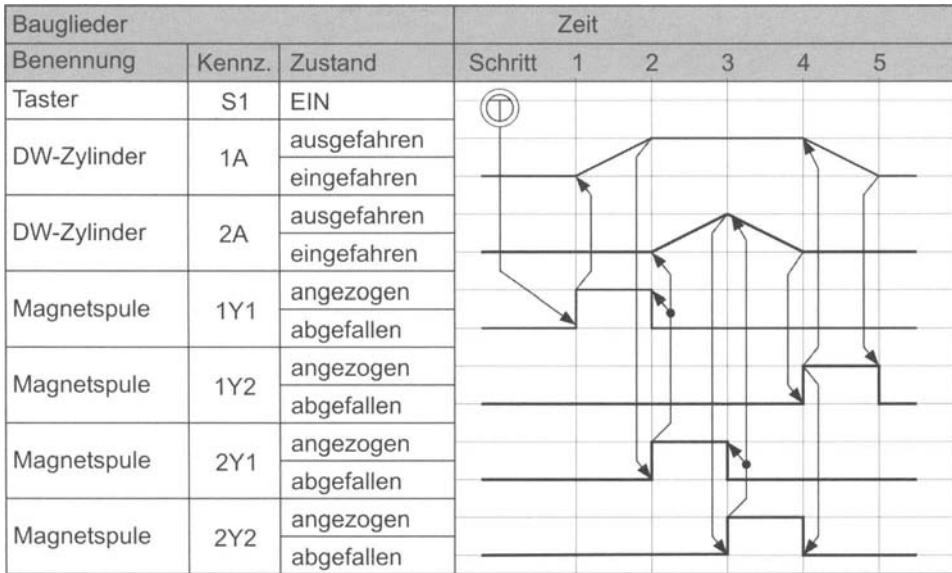 Bauglieder Zeit
Benennung Kennz. Zustand Schritt 1 2 3 4 5
Taster S1 EIN
DW-Zylinder 1A ausgefahren
eingefahren
DW-Zylinder 2A ausgefahren
eingefahren
Magnetspule 1Y1 angezogen
abgefallen
Magnetspule 1Y2 angezogen
abgefallen
Magnetspule 2Y1 angezogen
abgefallen
Magnetspule 2Y2 angezogen
abgefallen